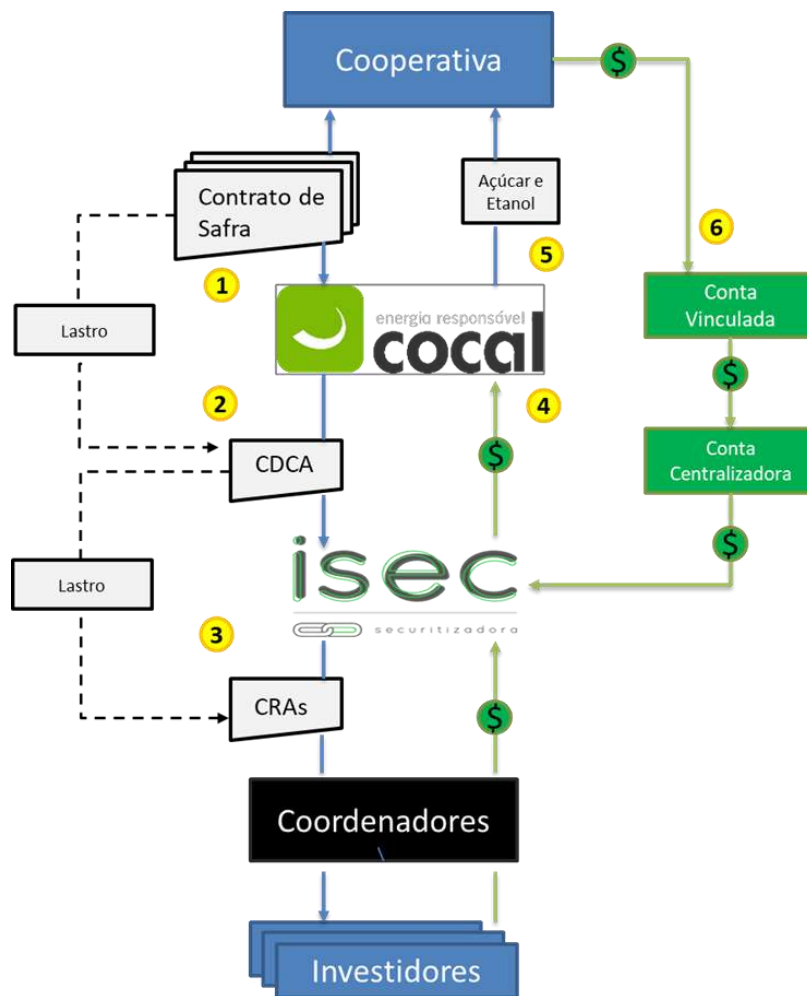 Cooperativa
$
Contrato de
Safra
Açúcar e
Etanol
6
5
1
Conta
Vinculada
energia responsável
cocal
Lastro
$
2
4
CDCA
$
Conta
Centralizadora
isec
$
Lastro
securitizadora
3
CRAs
$
Coordenadores
Investidores